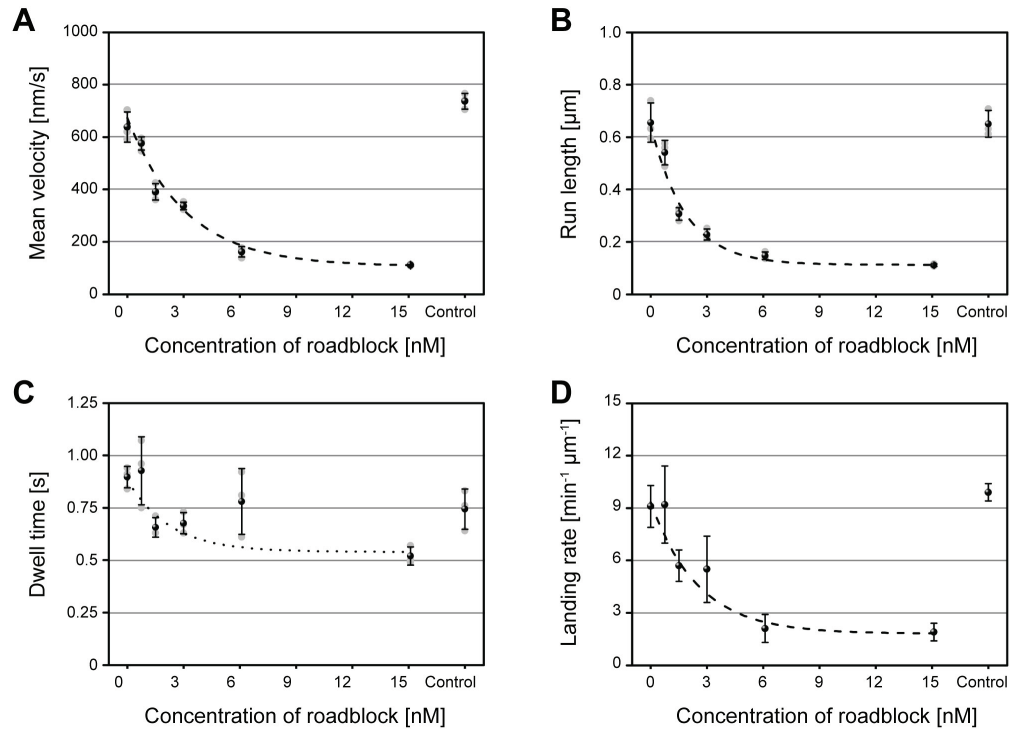 A
Mean velocity [nm/s]
1000
800
600
400
200
0
0 3 6 9 12 15 Control
Concentration of roadblock [nM]
B
Run length [µm]
1.0
0.8
0.6
0.4
0.2
0
0 3 6 9 12 15 Control
Concentration of roadblock [nM]
C
Dwell time [s]
1.25
1.00
0.75
0.5
0.25
0
0 3 6 9 12 15 Control
Concentration of roadblock [nM]
D
Landing rate [min⁻¹ µm⁻¹]
15
12
9
6
3
0
0 3 6 9 12 15 Control
Concentration of roadblock [nM]